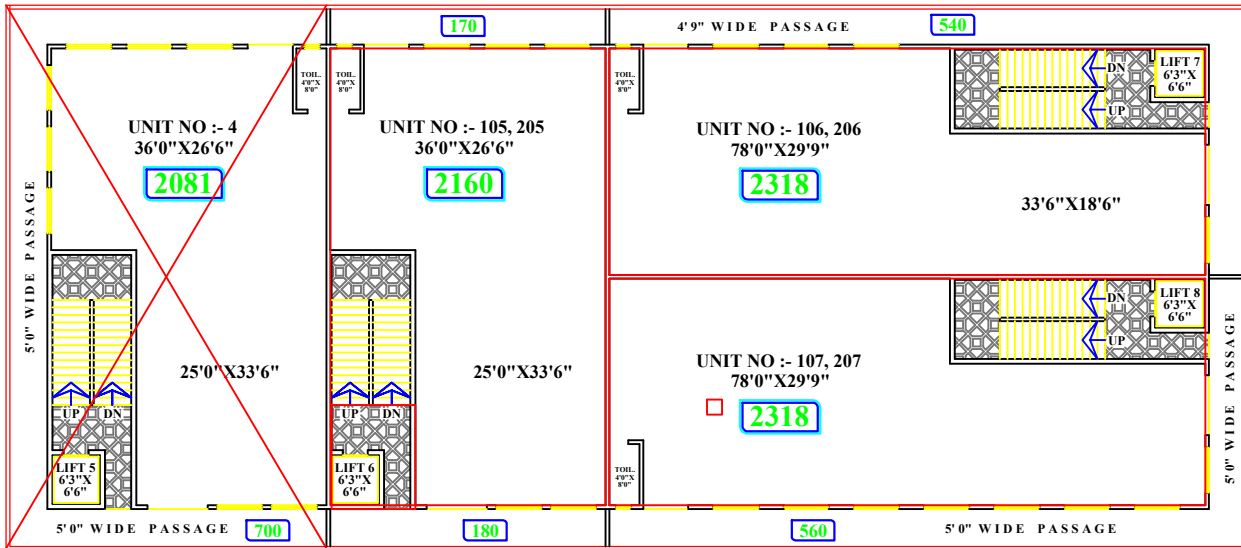 170
4'9" WIDE PASSAGE
540
TOIL.
4'0"X
8'0"
TOIL.
4'0"X
8'0"
TOIL.
4'0"X
8'0"
DN
UP
LIFT 7
6'3"X
6'6"
UNIT NO :- 4
36'0"X26'6"
2081
UNIT NO :- 105, 205
36'0"X26'6"
2160
UNIT NO :- 106, 206
78'0"X29'9"
2318
33'6"X18'6"
5'0" WIDE PASSAGE
DN
UP
LIFT 8
6'3"X
6'6"
25'0"X33'6"
25'0"X33'6"
UNIT NO :- 107, 207
78'0"X29'9"
2318
5'0" WIDE PASSAGE
UP
DN
UP
DN
LIFT 5
6'3"X
6'6"
LIFT 6
6'3"X
6'6"
TOIL.
4'0"X
8'0"
5'0" WIDE PASSAGE
700
180
560
5'0" WIDE PASSAGE